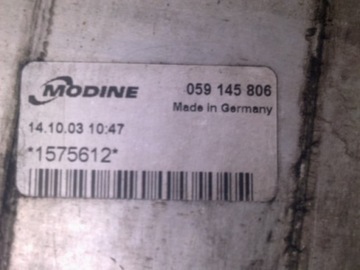 MODINE 059 145 806
Made in Germany
14.10.03 10:47
*1575612*